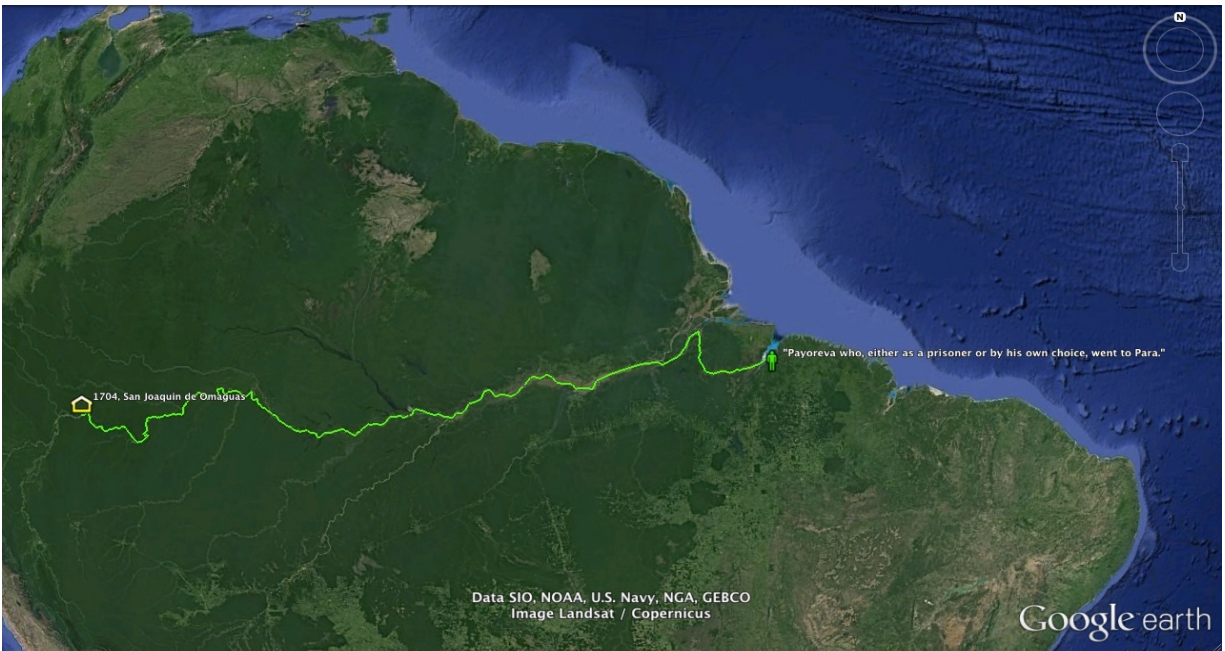 N
"Payoreva who, either as a prisoner or by his own choice, went to Para."
1704, San Joaquin de Omaguas
Data SIO, NOAA, U.S. Navy, NGA, GEBCO
Image Landsat / Copernicus
Google earth